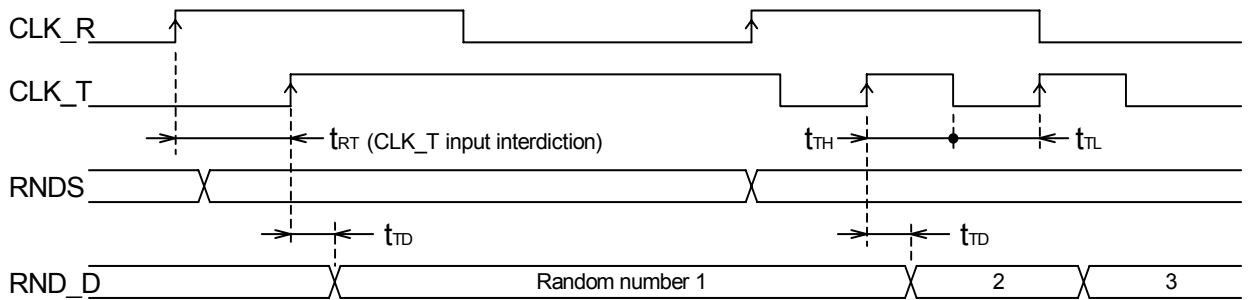 CLK_R
CLK_T
tRT (CLK_T input interdiction)
tTH
tTL
RNDS
tTD
tTD
RND_D
Random number 1
2
3